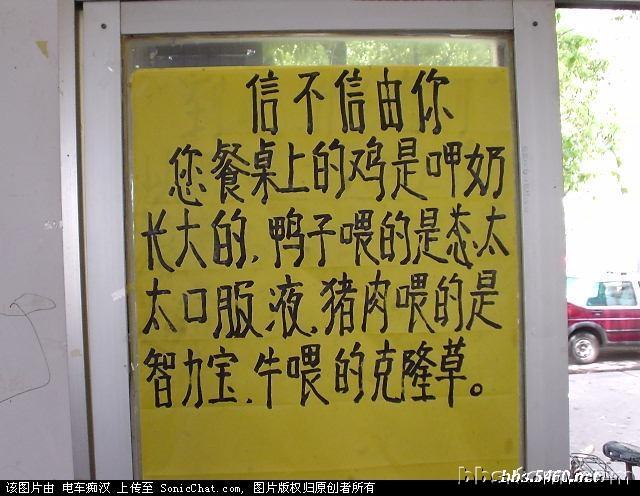 信不信由你
您餐桌上的鸡是呷奶
长大的,鸭子喂的是
太口服,液,猪肉喂的是
智力宝,牛喂的克隆草。
bbs.5460.net
该图片由 电车痴汉 上传至 SonicChat.com, 图片版权归原创者所有